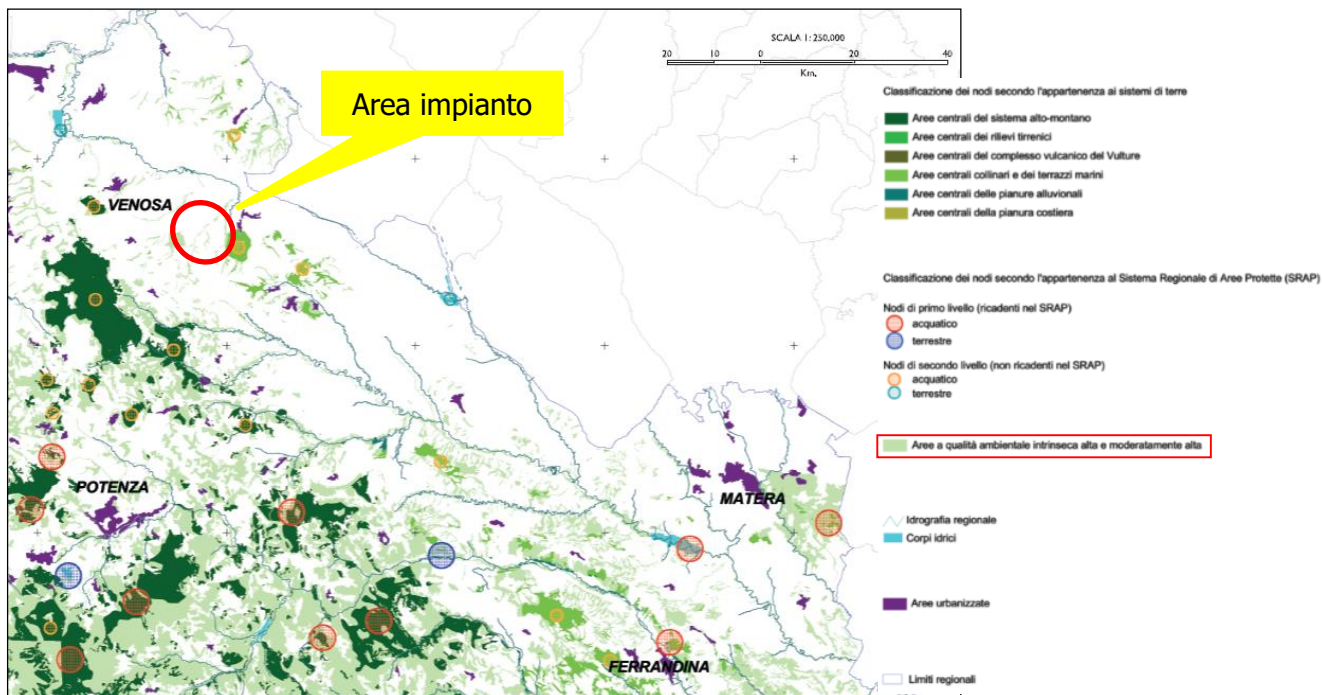 SCALA 1:250.000
20 10 0 20 40
Km.
Area impianto
VENOSA
POTENZA
MATERA
FERRANDINA
Classificazione dei nodi secondo l'appartenenza ai sistemi di terre
Aree centrali del sistema alto-montano
Aree centrali dei rilievi tirrenici
Aree centrali del complesso vulcanico del Vulture
Aree centrali collinari e dei terrazzi marini
Aree centrali delle pianure alluvionali
Aree centrali della pianura costiera
Classificazione dei nodi secondo l'appartenenza al Sistema Regionale di Aree Protette (SRAP)
Nodi di primo livello (ricadenti nel SRAP)
acquatico
terrestre
Nodi di secondo livello (non ricadenti nel SRAP)
acquatico
terrestre
Aree a qualità ambientale intrinseca alta e moderatamente alta
Idrografia regionale
Corpi idrici
Aree urbanizzate
Limiti regionali